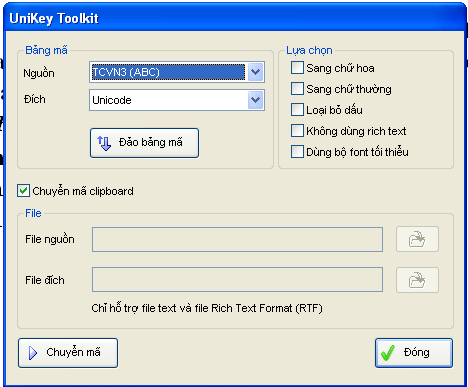 UniKey Toolkit
Bảng mã
Nguồn
TCVN3 (ABC)
Đích
Unicode
Đảo bảng mã
Lựa chọn
Sang chữ hoa
Sang chữ thường
Loại bỏ dấu
Không dùng rich text
Dùng bộ font tối thiểu
Chuyển mã clipboard
File
File nguồn
File đích
Chỉ hỗ trợ file text và file Rich Text Format (RTF)
Chuyển mã
Đóng